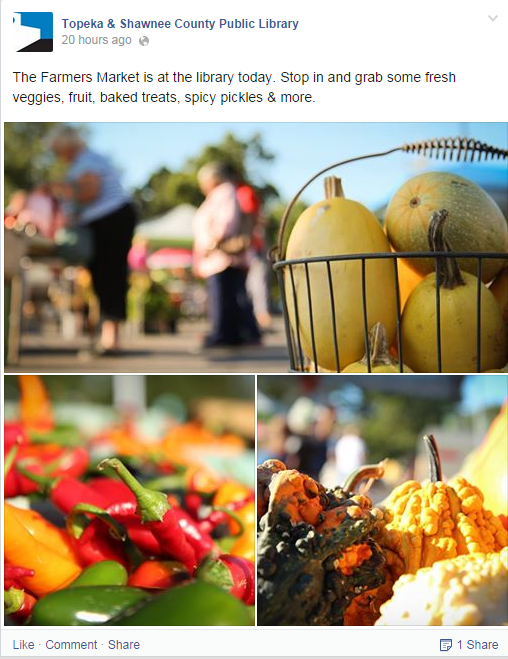 Topeka & Shawnee County Public Library
20 hours ago
The Farmers Market is at the library today. Stop in and grab some fresh
veggies, fruit, baked treats, spicy pickles & more.
Like · Comment · Share
1 Share